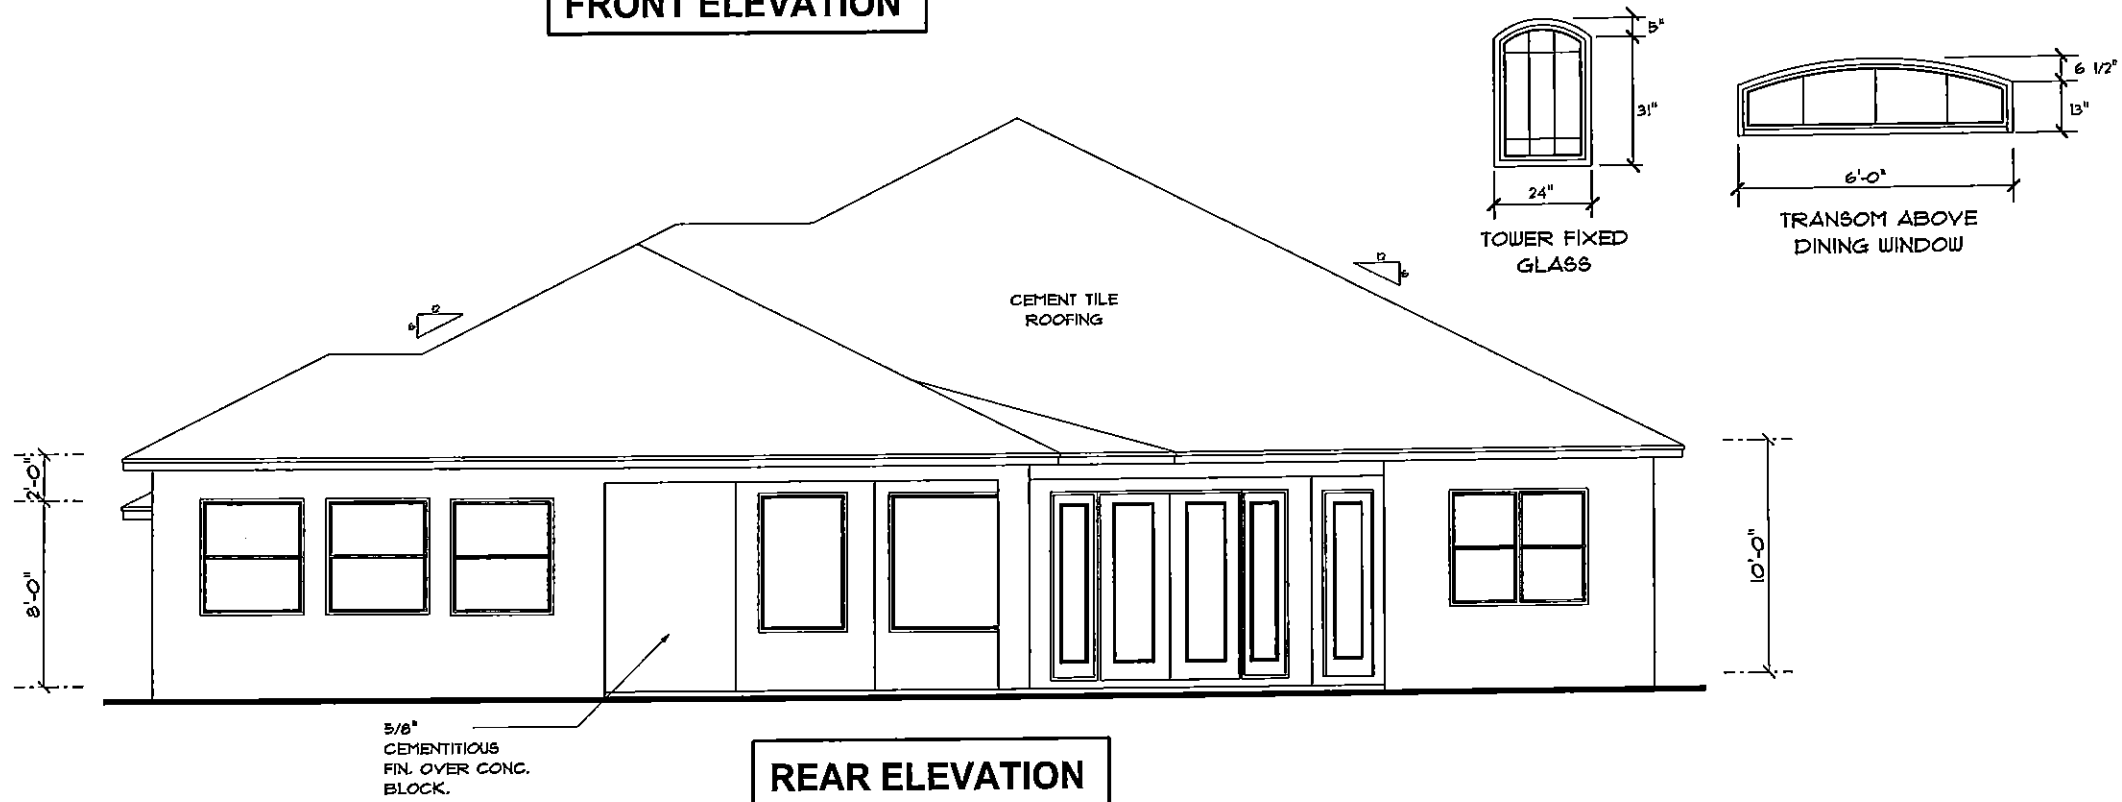 FRONT ELEVATION
5"
31"
24"
TOWER FIXED
GLASS
6 1/2"
13"
6'-0"
TRANSOM ABOVE
DINING WINDOW
12
6
12
6
CEMENT TILE
ROOFING
2'-0"
8'-0"
10'-0"
5/8"
CEMENTITIOUS
FIN. OVER CONC.
BLOCK.
REAR ELEVATION